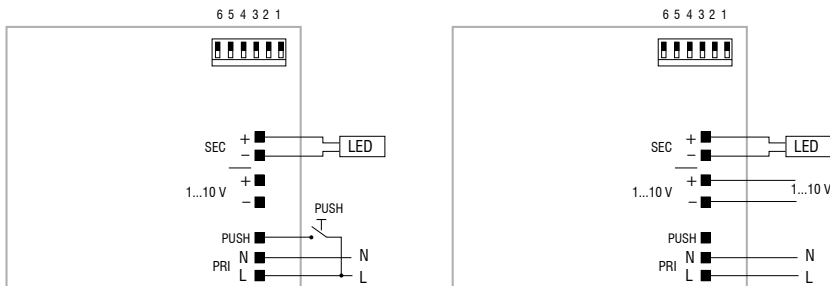 6 5 4 3 2 1
SEC + LED
−
1...10 V +
−
PUSH
PUSH
PRI N N
L L
6 5 4 3 2 1
SEC + LED
−
1...10 V + 1...10 V
−
PUSH
PRI N N
L L